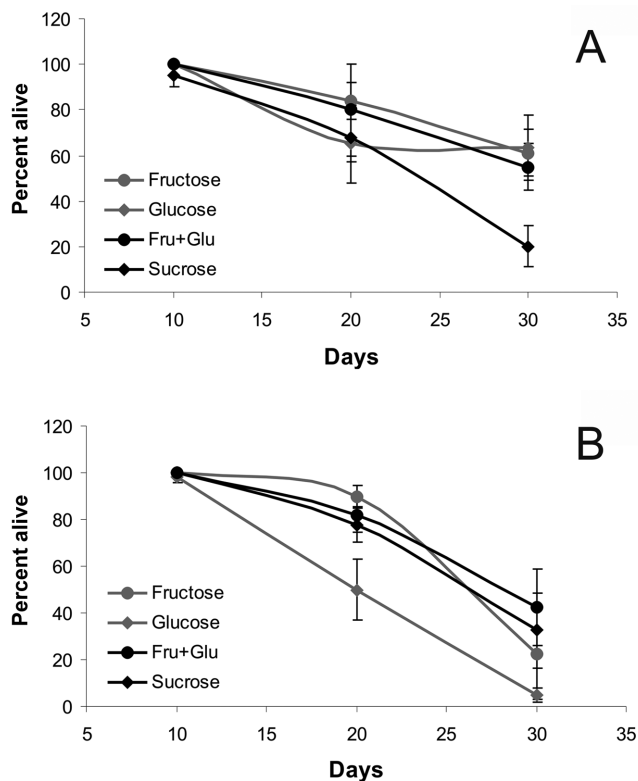 A
120
100
80
60
40
20
0
Percent alive
Fructose
Glucose
Fru+Glu
Sucrose
5 10 15 20 25 30 35
Days
B
120
100
80
60
40
20
0
Percent alive
Fructose
Glucose
Fru+Glu
Sucrose
5 10 15 20 25 30 35
Days